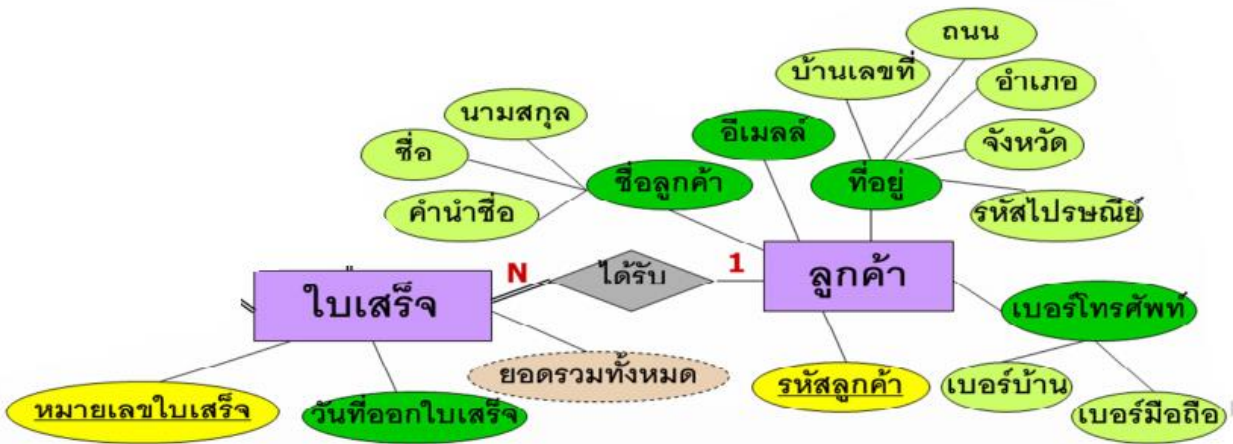 ถนน
บ้านเลขที่
อำเภอ
นามสกุล
อีเมลล์
ชื่อ
จังหวัด
ชื่อลูกค้า
ที่อยู่
คำนำชื่อ
รหัสไปรษณีย์
ใบเสร็จ
N
ได้รับ
1
ลูกค้า
เบอร์โทรศัพท์
ยอดรวมทั้งหมด
รหัสลูกค้า
เบอร์บ้าน
หมายเลขใบเสร็จ
วันที่ออกใบเสร็จ
เบอร์มือถือ